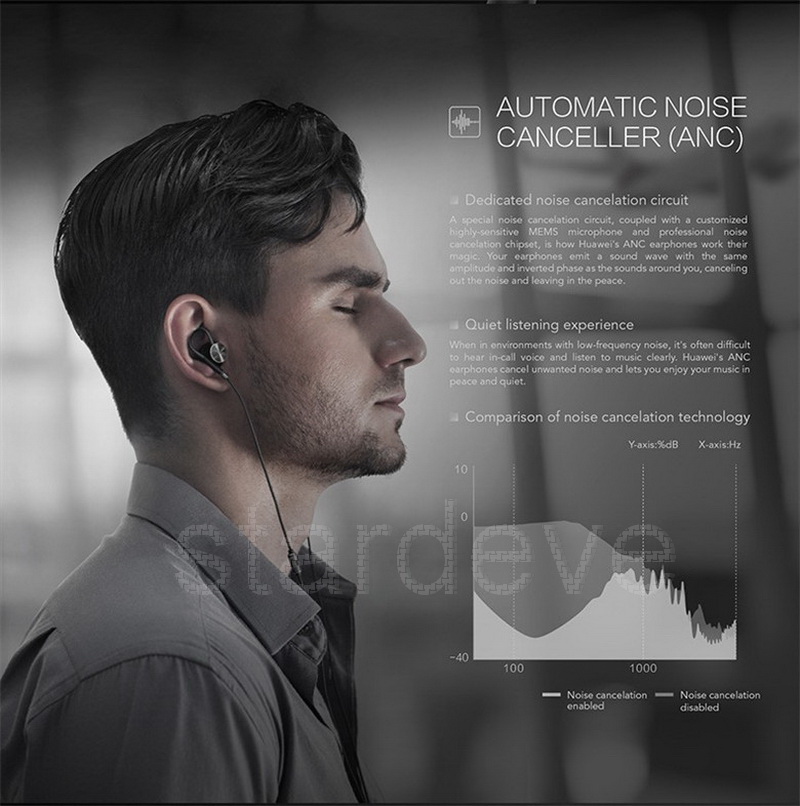 AUTOMATIC NOISE
CANCELLER (ANC)
Dedicated noise cancelation circuit
A special noise cancelation circuit, coupled with a customized
highly-sensitive MEMS microphone and professional noise
cancelation chipset, is how Huawei's ANC earphones work their
magic. Your earphones emit a sound wave with the same
amplitude and inverted phase as the sounds around you, canceling
out the noise and leaving in the peace.
Quiet listening experience
When in environments with low-frequency noise, it's often difficult
to hear in-call voice and listen to music clearly. Huawei's ANC
earphones cancel unwanted noise and lets you enjoy your music in
peace and quiet.
Comparison of noise cancelation technology
Y-axis:%dB X-axis:Hz
10
0
stardeve
-40
100 1000
Noise cancelation enabled
Noise cancelation disabled